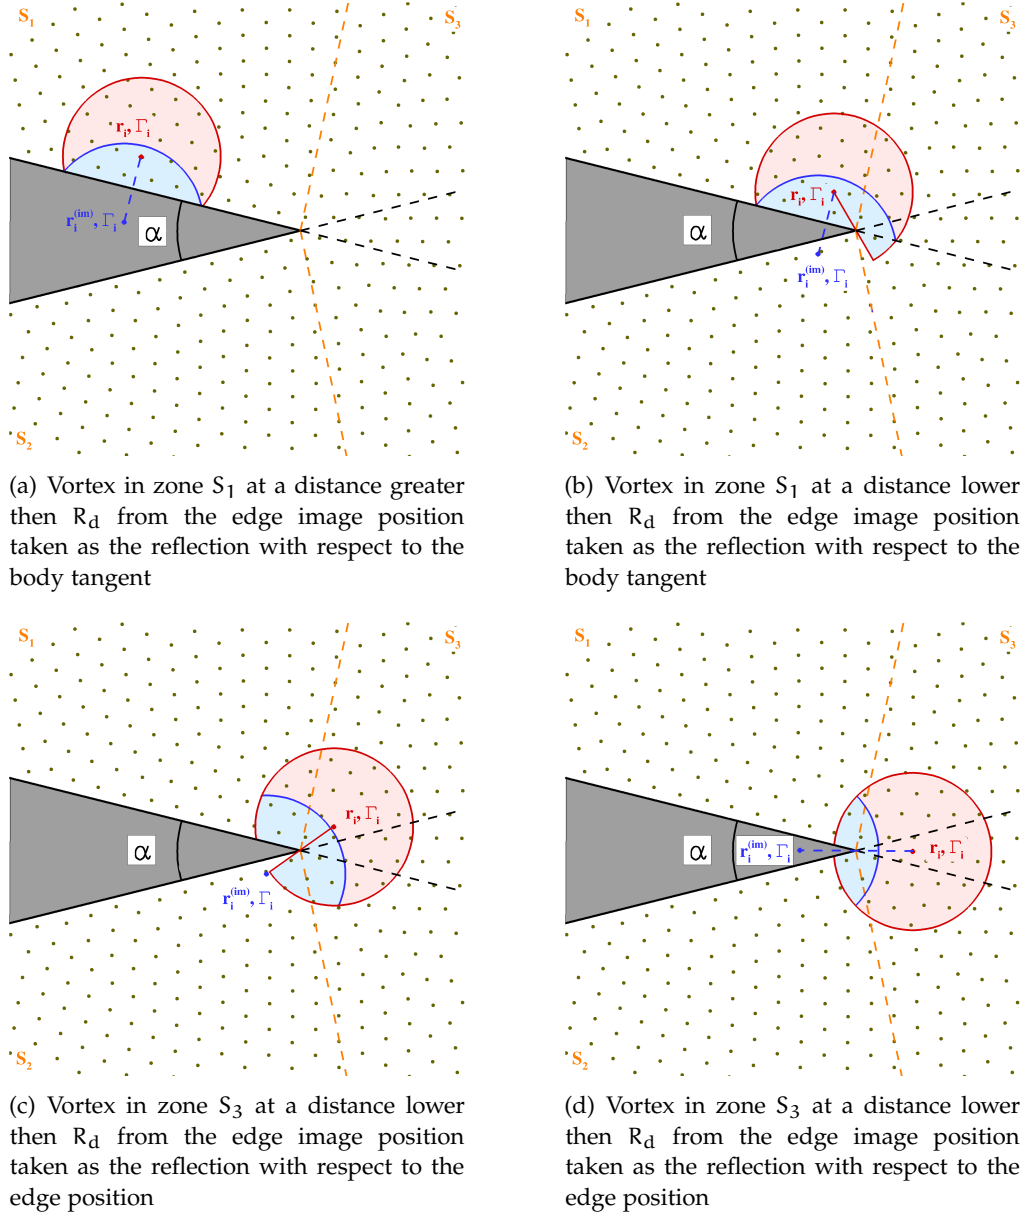 S₁ S₃
rᵢ, Γᵢ
rᵢ⁽ⁱᵐ⁾, Γᵢ α
S₂
(a) Vortex in zone S₁ at a distance greater
then R_d from the edge image position
taken as the reflection with respect to the
body tangent
S₁ S₃
rᵢ, Γᵢ
α
rᵢ⁽ⁱᵐ⁾, Γᵢ
S₂
(b) Vortex in zone S₁ at a distance lower
then R_d from the edge image position
taken as the reflection with respect to the
body tangent
S₁ S₃
rᵢ, Γᵢ
α
rᵢ⁽ⁱᵐ⁾, Γᵢ
S₂
(c) Vortex in zone S₃ at a distance lower
then R_d from the edge image position
taken as the reflection with respect to the
edge position
S₁ S₃
α rᵢ⁽ⁱᵐ⁾, Γᵢ rᵢ, Γᵢ
S₂
(d) Vortex in zone S₃ at a distance lower
then R_d from the edge image position
taken as the reflection with respect to the
edge position